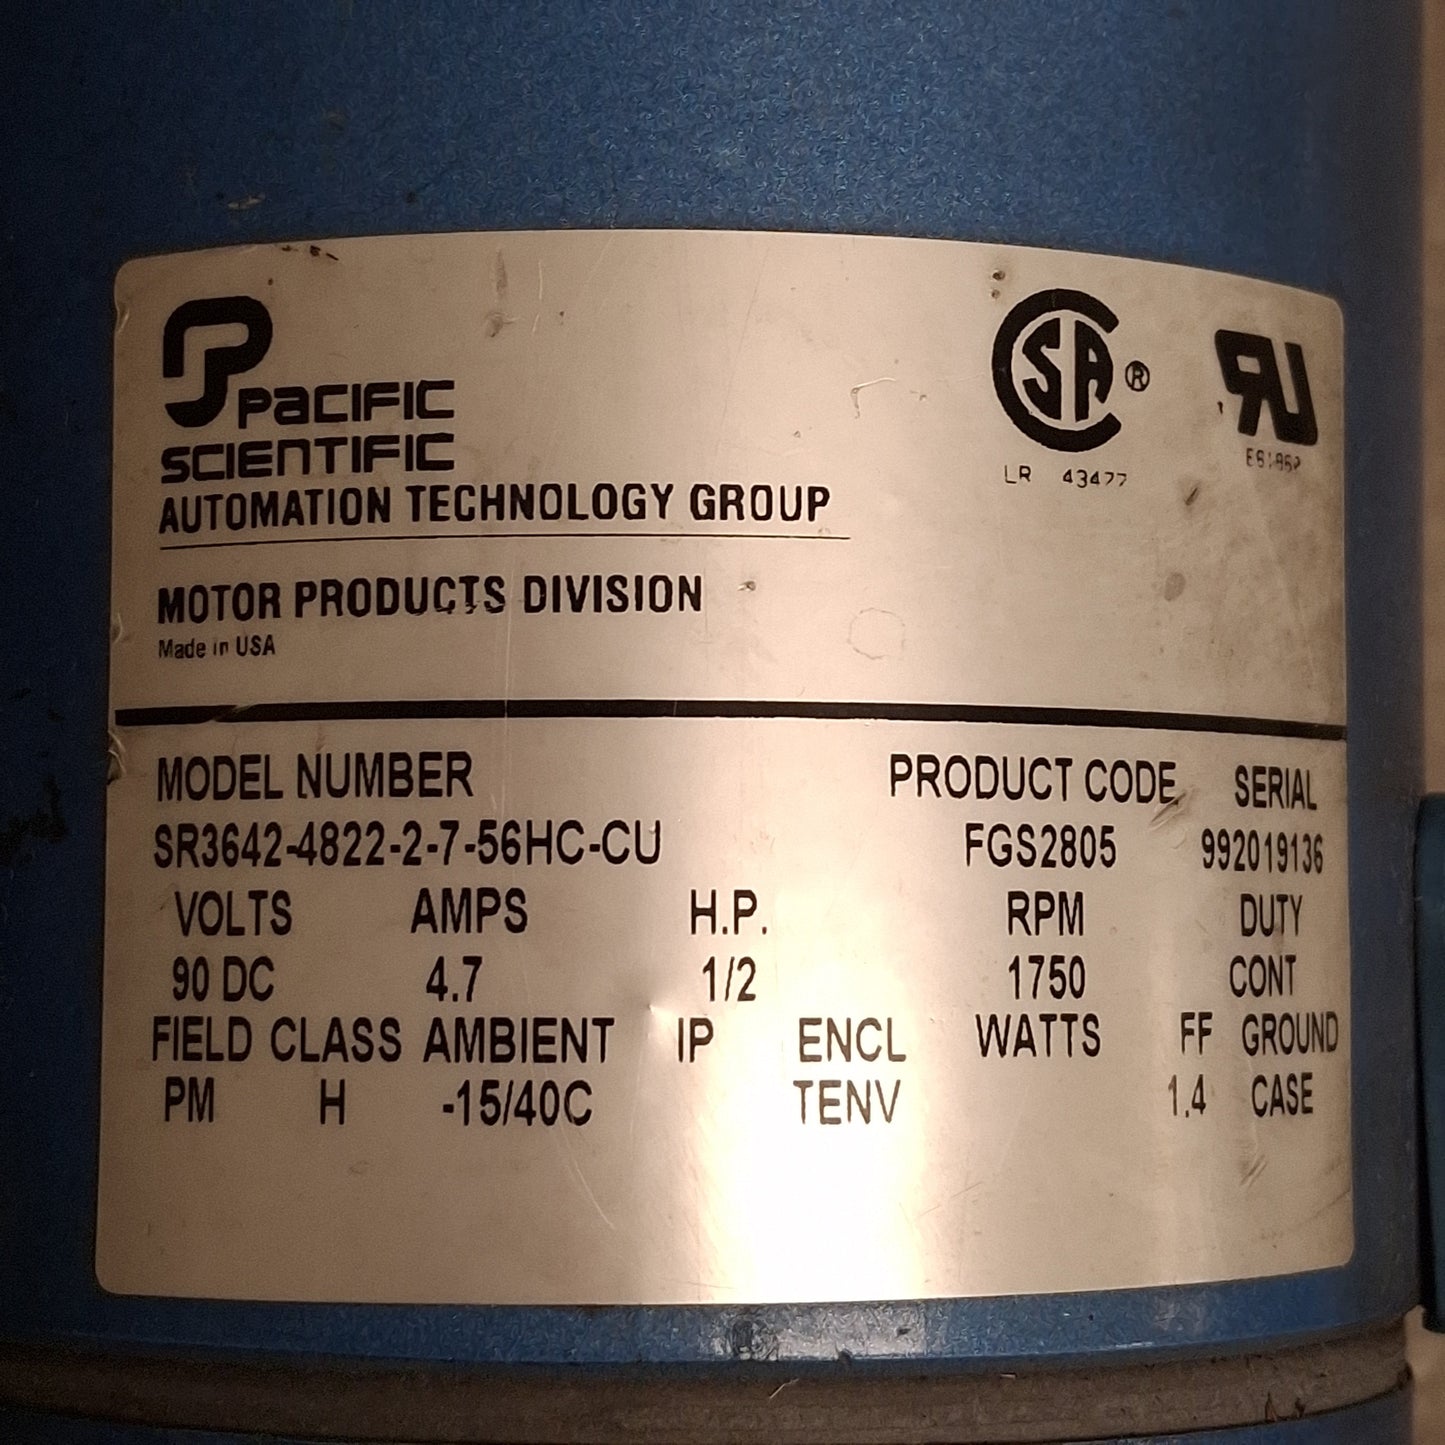 PACIFIC
SCIENTIFIC
AUTOMATION TECHNOLOGY GROUP
MOTOR PRODUCTS DIVISION
Made in USA
CSA ®
LR 43477
RU
MODEL NUMBER PRODUCT CODE SERIAL
SR3642-4822-2-7-56HC-CU FGS2805 992019136
VOLTS AMPS H.P. RPM DUTY
90 DC 4.7 1/2 1750 CONT
FIELD CLASS AMBIENT IP ENCL WATTS FF GROUND
PM H -15/40C TENV 1.4 CASE